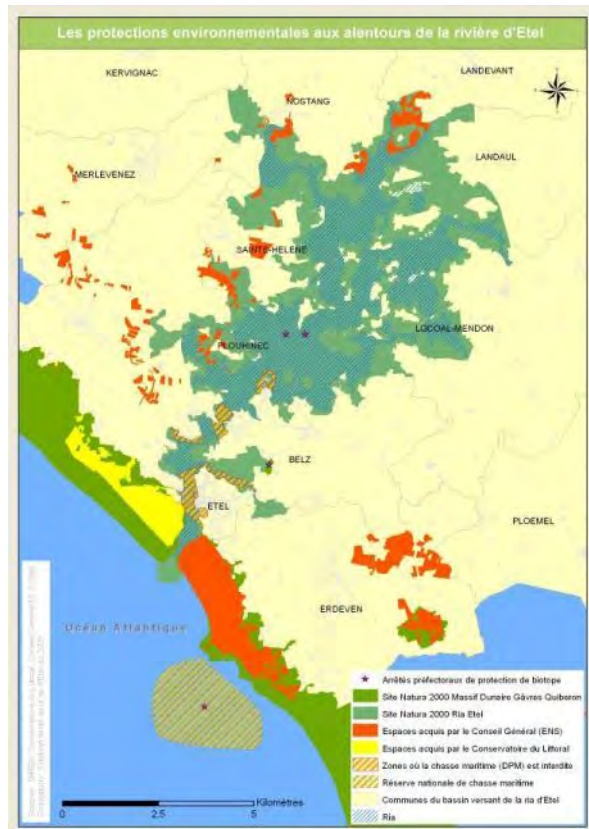 Les protections environnementales aux alentours de la rivière d'Etel
KERVIGNAC
LANDEVANT
NOSTANG
LANDAUL
MERLEVENEZ
SAINTE-HELENE
PLOUHINEC
LOCOAL-MENDON
BELZ
ETEL
PLOEMEL
ERDEVEN
Océan Atlantique
Arrêtés préfectoraux de protection de biotope
Site Natura 2000 Massif Dunaire Gâvres Quiberon
Site Natura 2000 Ria Etel
Espaces acquis par le Conseil Général (ENS)
Espaces acquis par le Conservatoire du Littoral
Zones où la chasse maritime (DPM) est interdite
Réserve nationale de chasse maritime
Communes du bassin versant de la ria d'Etel
Ria
0 2.5 5 Kilomètres